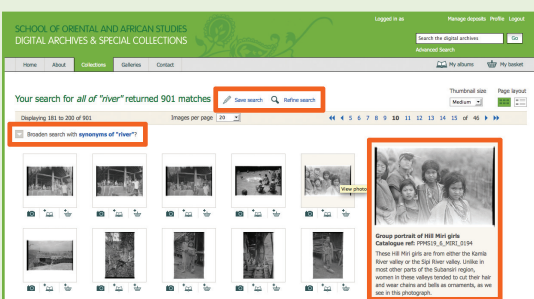 Logged in as Manage deposits Profile Logout
SCHOOL OF ORIENTAL AND AFRICAN STUDIES
DIGITAL ARCHIVES & SPECIAL COLLECTIONS
Search the digital archives Go
Advanced Search
Home About Collections Galleries Contact My albums My basket
Your search for all of "river" returned 901 matches Save search Refine search
Thumbnail size Page layout
Medium
Displaying 181 to 200 of 901 Images per page 20 5 6 7 8 9 10 11 12 13 14 15 of 46
Broaden search with synonyms of "river"?
View photo
Group portrait of Hill Miri girls
Catalogue ref: PPMS19_6_MIRI_0194
These Hill Miri girls are from either the Kamla
River valley or the Sipi River valley. Unlike in
most other parts of the Subansiri region,
women in these valleys tended to cut their hair
and wear chains and bells as ornaments, as we
see in this photograph.